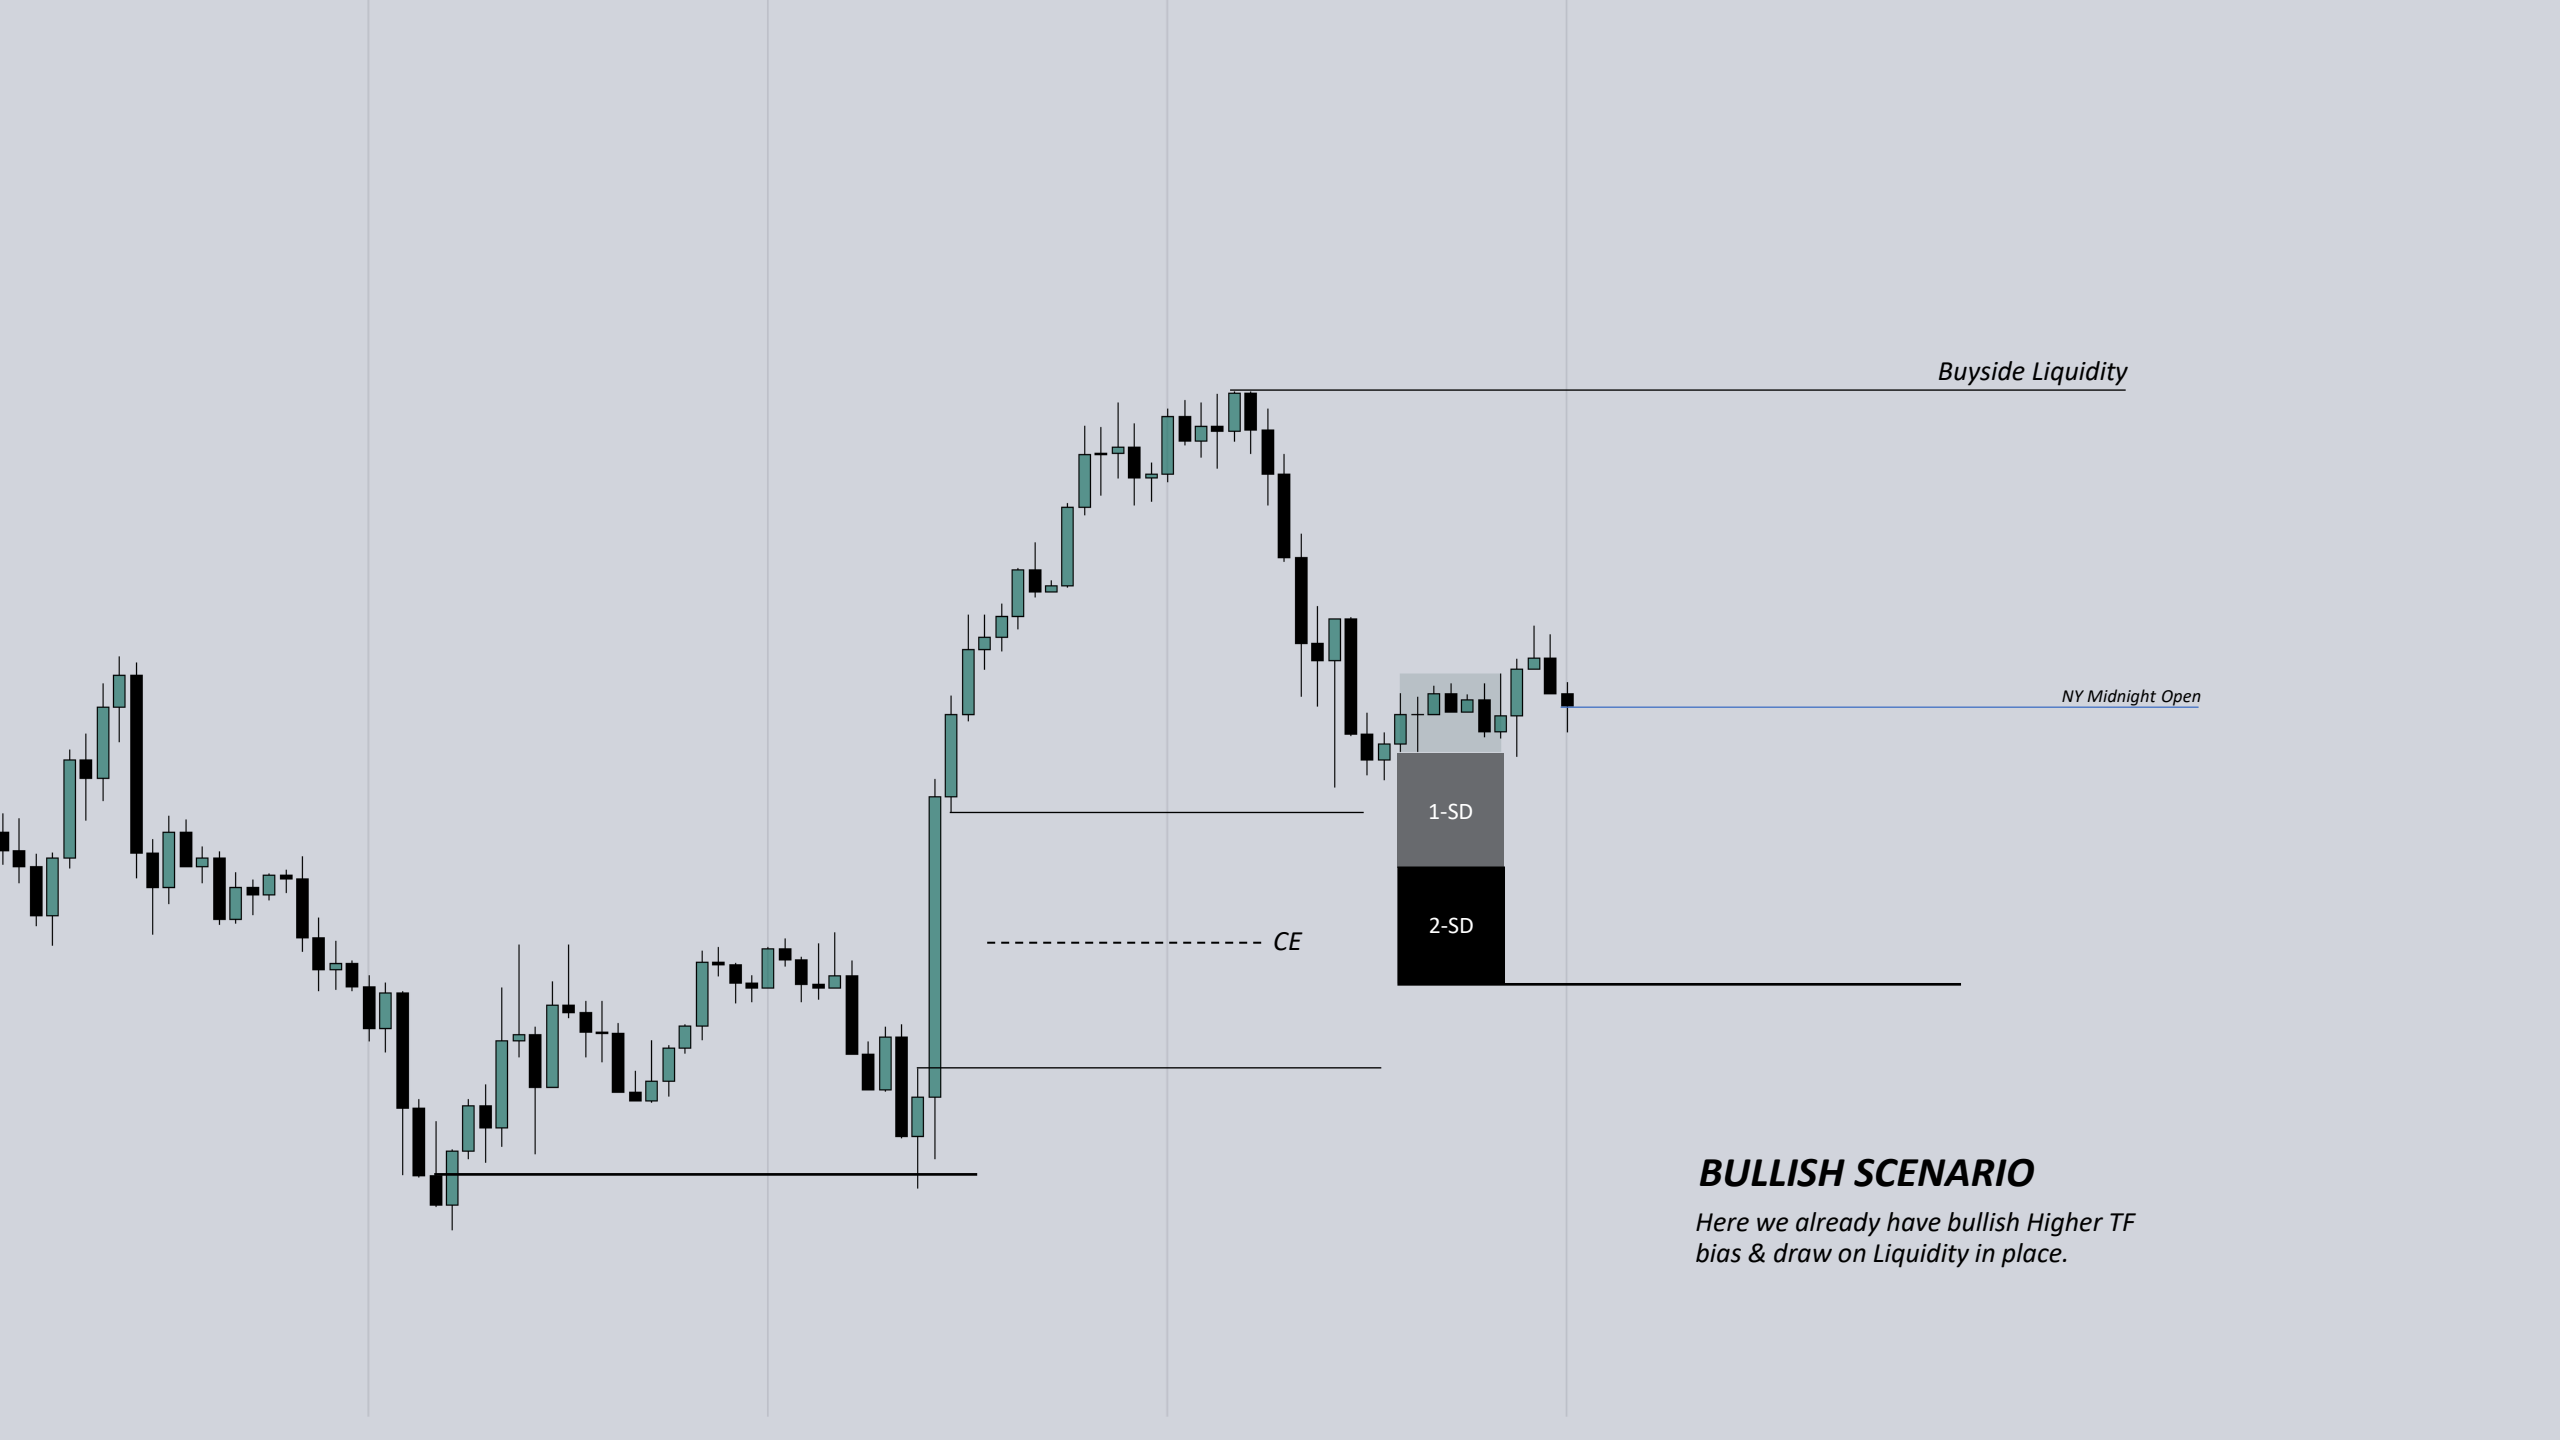 Buyside Liquidity
NY Midnight Open
1-SD
2-SD
CE
BULLISH SCENARIO
Here we already have bullish Higher TF
bias & draw on Liquidity in place.